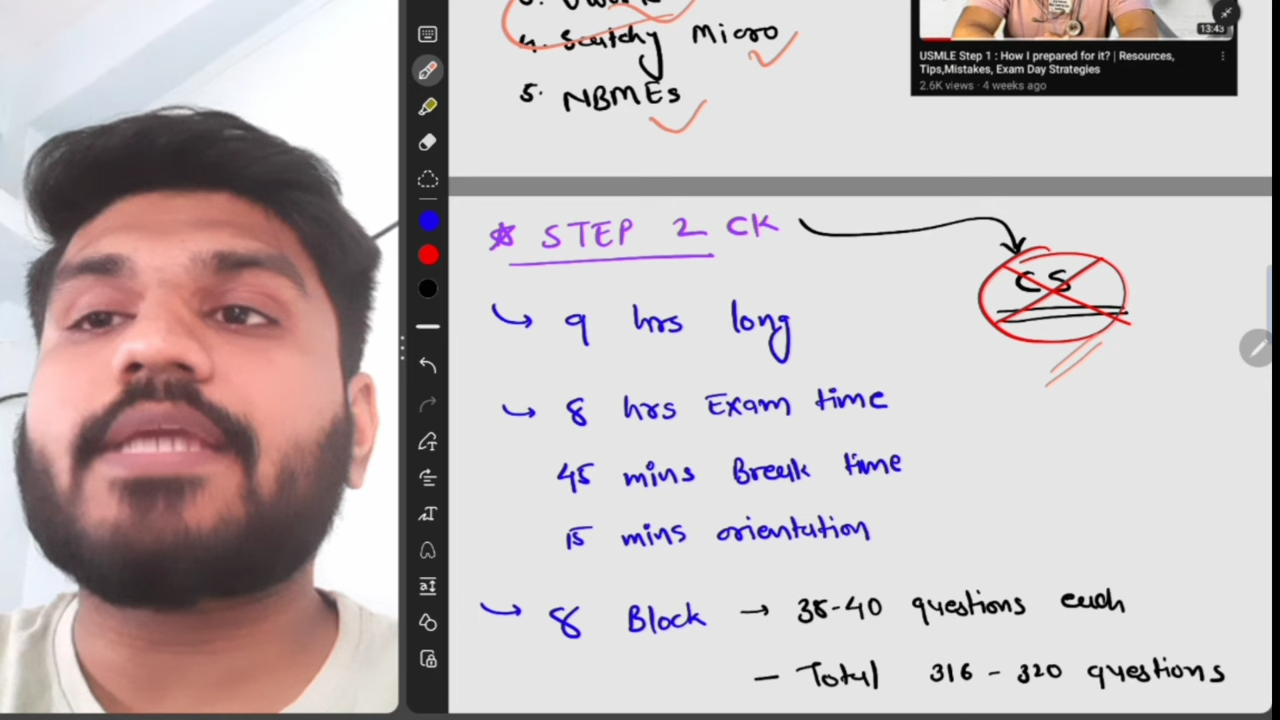 4. Sketchy Micro
5. NBMEs
13:43
USMLE Step 1 : How I prepared for it? | Resources,
Tips,Mistakes, Exam Day Strategies
2.6K views · 4 weeks ago
STEP 2 CK
CS
9 hrs long
8 hrs Exam time
45 mins Break time
15 mins orientation
8 Block → 38-40 questions each
- Total 316 - 320 questions